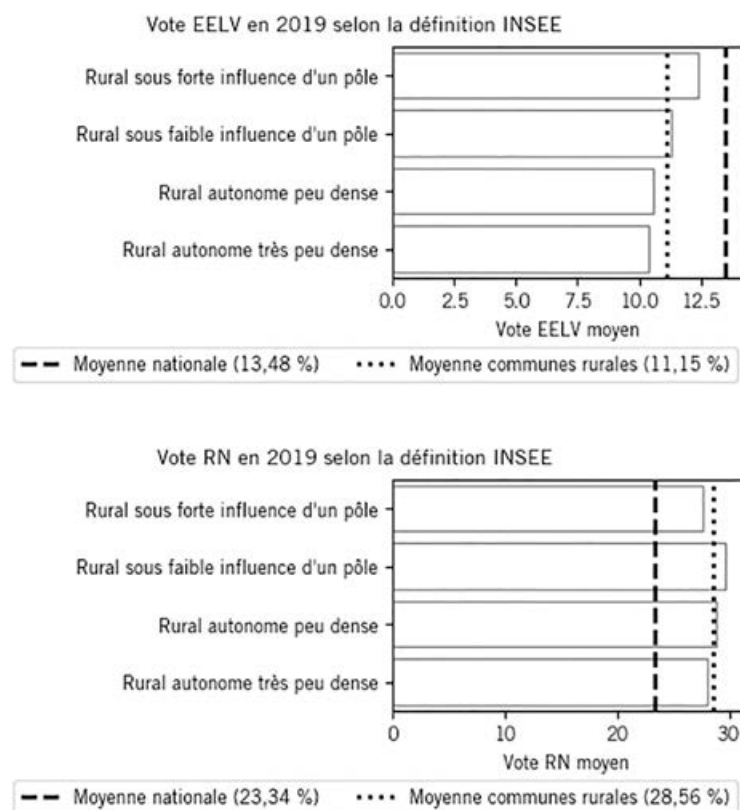 Vote EELV en 2019 selon la définition INSEE
Rural sous forte influence d'un pôle
Rural sous faible influence d'un pôle
Rural autonome peu dense
Rural autonome très peu dense
0.0 2.5 5.0 7.5 10.0 12.5
Vote EELV moyen
Moyenne nationale (13,48 %) Moyenne communes rurales (11,15 %)
Vote RN en 2019 selon la définition INSEE
Rural sous forte influence d'un pôle
Rural sous faible influence d'un pôle
Rural autonome peu dense
Rural autonome très peu dense
0 10 20 30
Vote RN moyen
Moyenne nationale (23,34 %) Moyenne communes rurales (28,56 %)